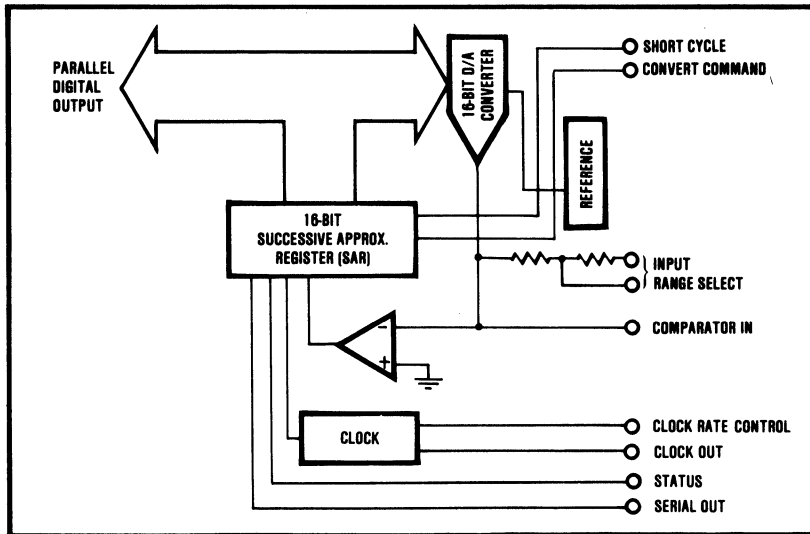 PARALLEL
DIGITAL
OUTPUT
16-BIT D/A
CONVERTER
SHORT CYCLE
CONVERT COMMAND
REFERENCE
16-BIT
SUCCESSIVE APPROX.
REGISTER (SAR)
INPUT
RANGE SELECT
-
+
COMPARATOR IN
CLOCK
CLOCK RATE CONTROL
CLOCK OUT
STATUS
SERIAL OUT